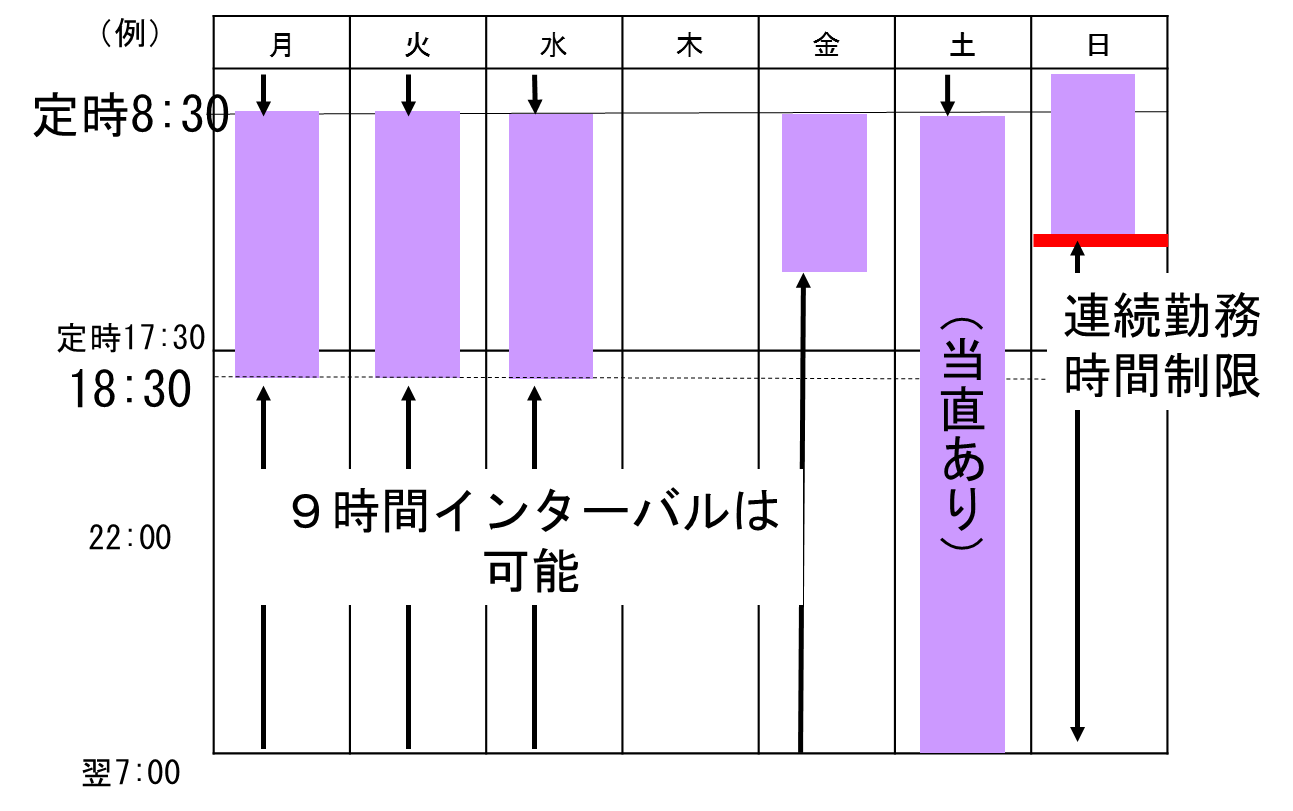 （例）
月 火 水 木 金 土 日
定時8:30
定時17:30
18:30
22:00
翌7:00
９時間インターバルは
可能
（当直あり）
連続勤務
時間制限